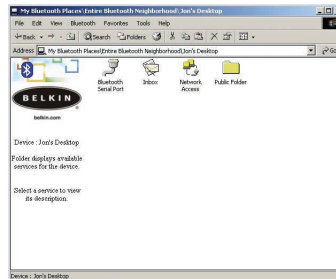 My Bluetooth Places\Entire Bluetooth Neighborhood\Jon's Desktop
File Edit View Bluetooth Favorites Tools Help
Back Search Folders
Address My Bluetooth Places\Entire Bluetooth Neighborhood\Jon's Desktop Go
Bluetooth Serial Port
Inbox
Network Access
Public Folder
BELKIN
belkin.com
Device : Jon's Desktop
Folder displays available
services for the device.
Select a service to view
its description.
Device : Jon's Desktop